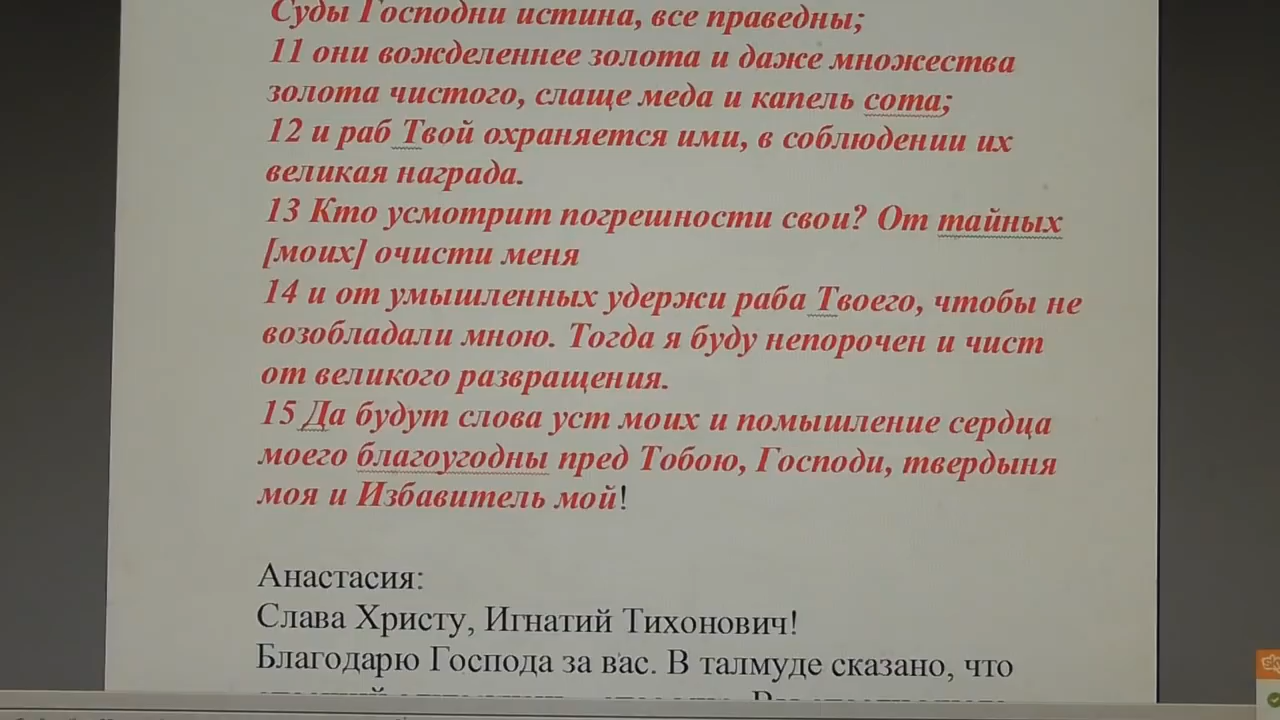 Суды Господни истина, все праведны;
11 они вожделеннее золота и даже множества
золота чистого, слаще меда и капель сота;
12 и раб Твой охраняется ими, в соблюдении их
великая награда.
13 Кто усмотрит погрешности свои? От тайных
[моих] очисти меня
14 и от умышленных удержи раба Твоего, чтобы не
возобладали мною. Тогда я буду непорочен и чист
от великого развращения.
15 Да будут слова уст моих и помышление сердца
моего благоугодны пред Тобою, Господи, твердыня
моя и Избавитель мой!
Анастасия:
Слава Христу, Игнатий Тихонович!
Благодарю Господа за вас. В талмуде сказано, что